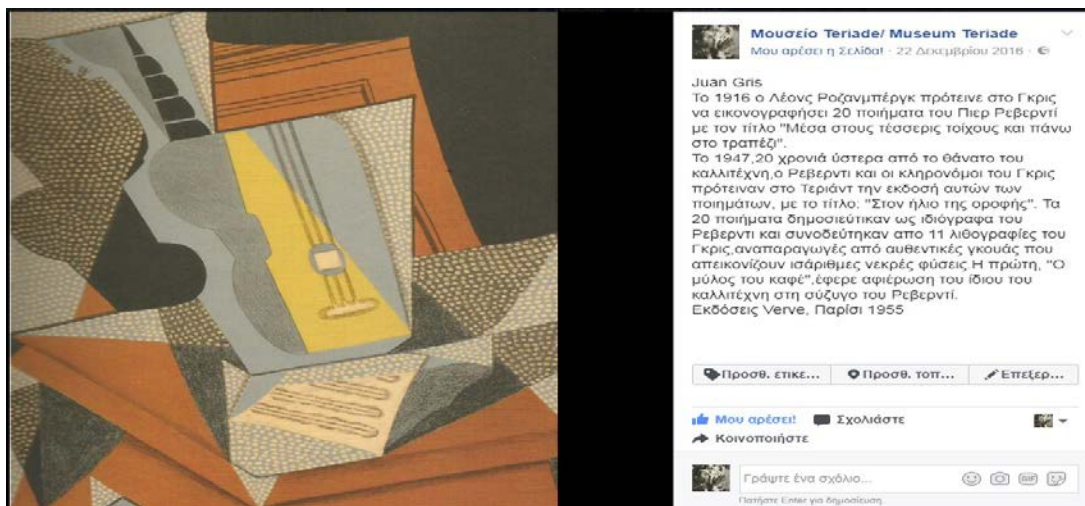 Μουσείο Teriade/ Museum Teriade
Μου αρέσει η Σελίδα! · 22 Δεκεμβρίου 2016 ·
Juan Gris
Το 1916 ο Λέονς Ροζανμπέργκ πρότεινε στο Γκρις
να εικονογραφήσει 20 ποιήματα του Πιερ Ρεβερντί
με τον τίτλο "Μέσα στους τέσσερις τοίχους και πάνω
στο τραπέζι".
Το 1947,20 χρονιά ύστερα από το θάνατο του
καλλιτέχνη,ο Ρεβερντι και οι κληρονόμοι του Γκρις
πρότειναν στο Τεριάντ την εκδοσή αυτών των
ποιημάτων, με το τίτλο: "Στον ήλιο της οροφής". Τα
20 ποιήματα δημοσιεύτικαν ως ιδιόγραφα του
Ρεβερντι και συνοδεύτηκαν απο 11 λιθογραφίες του
Γκρις,αναπαραγωγές από αυθεντικές γκουάς που
απεικονίζουν ισάριθμες νεκρές φύσεις.Η πρώτη, "Ο
μύλος του καφέ",έφερε αφιέρωση του ίδιου του
καλλιτέχνη στη σύζυγο του Ρεβερντί.
Εκδόσεις Verve, Παρίσι 1955
Προσθ. ετικε... Προσθ. τοπ... Επεξερ...
Μου αρέσει! Σχολιάστε
Κοινοποιήστε
Γράψτε ένα σχόλιο... GIF
Πατήστε Enter για δημοσίευση.